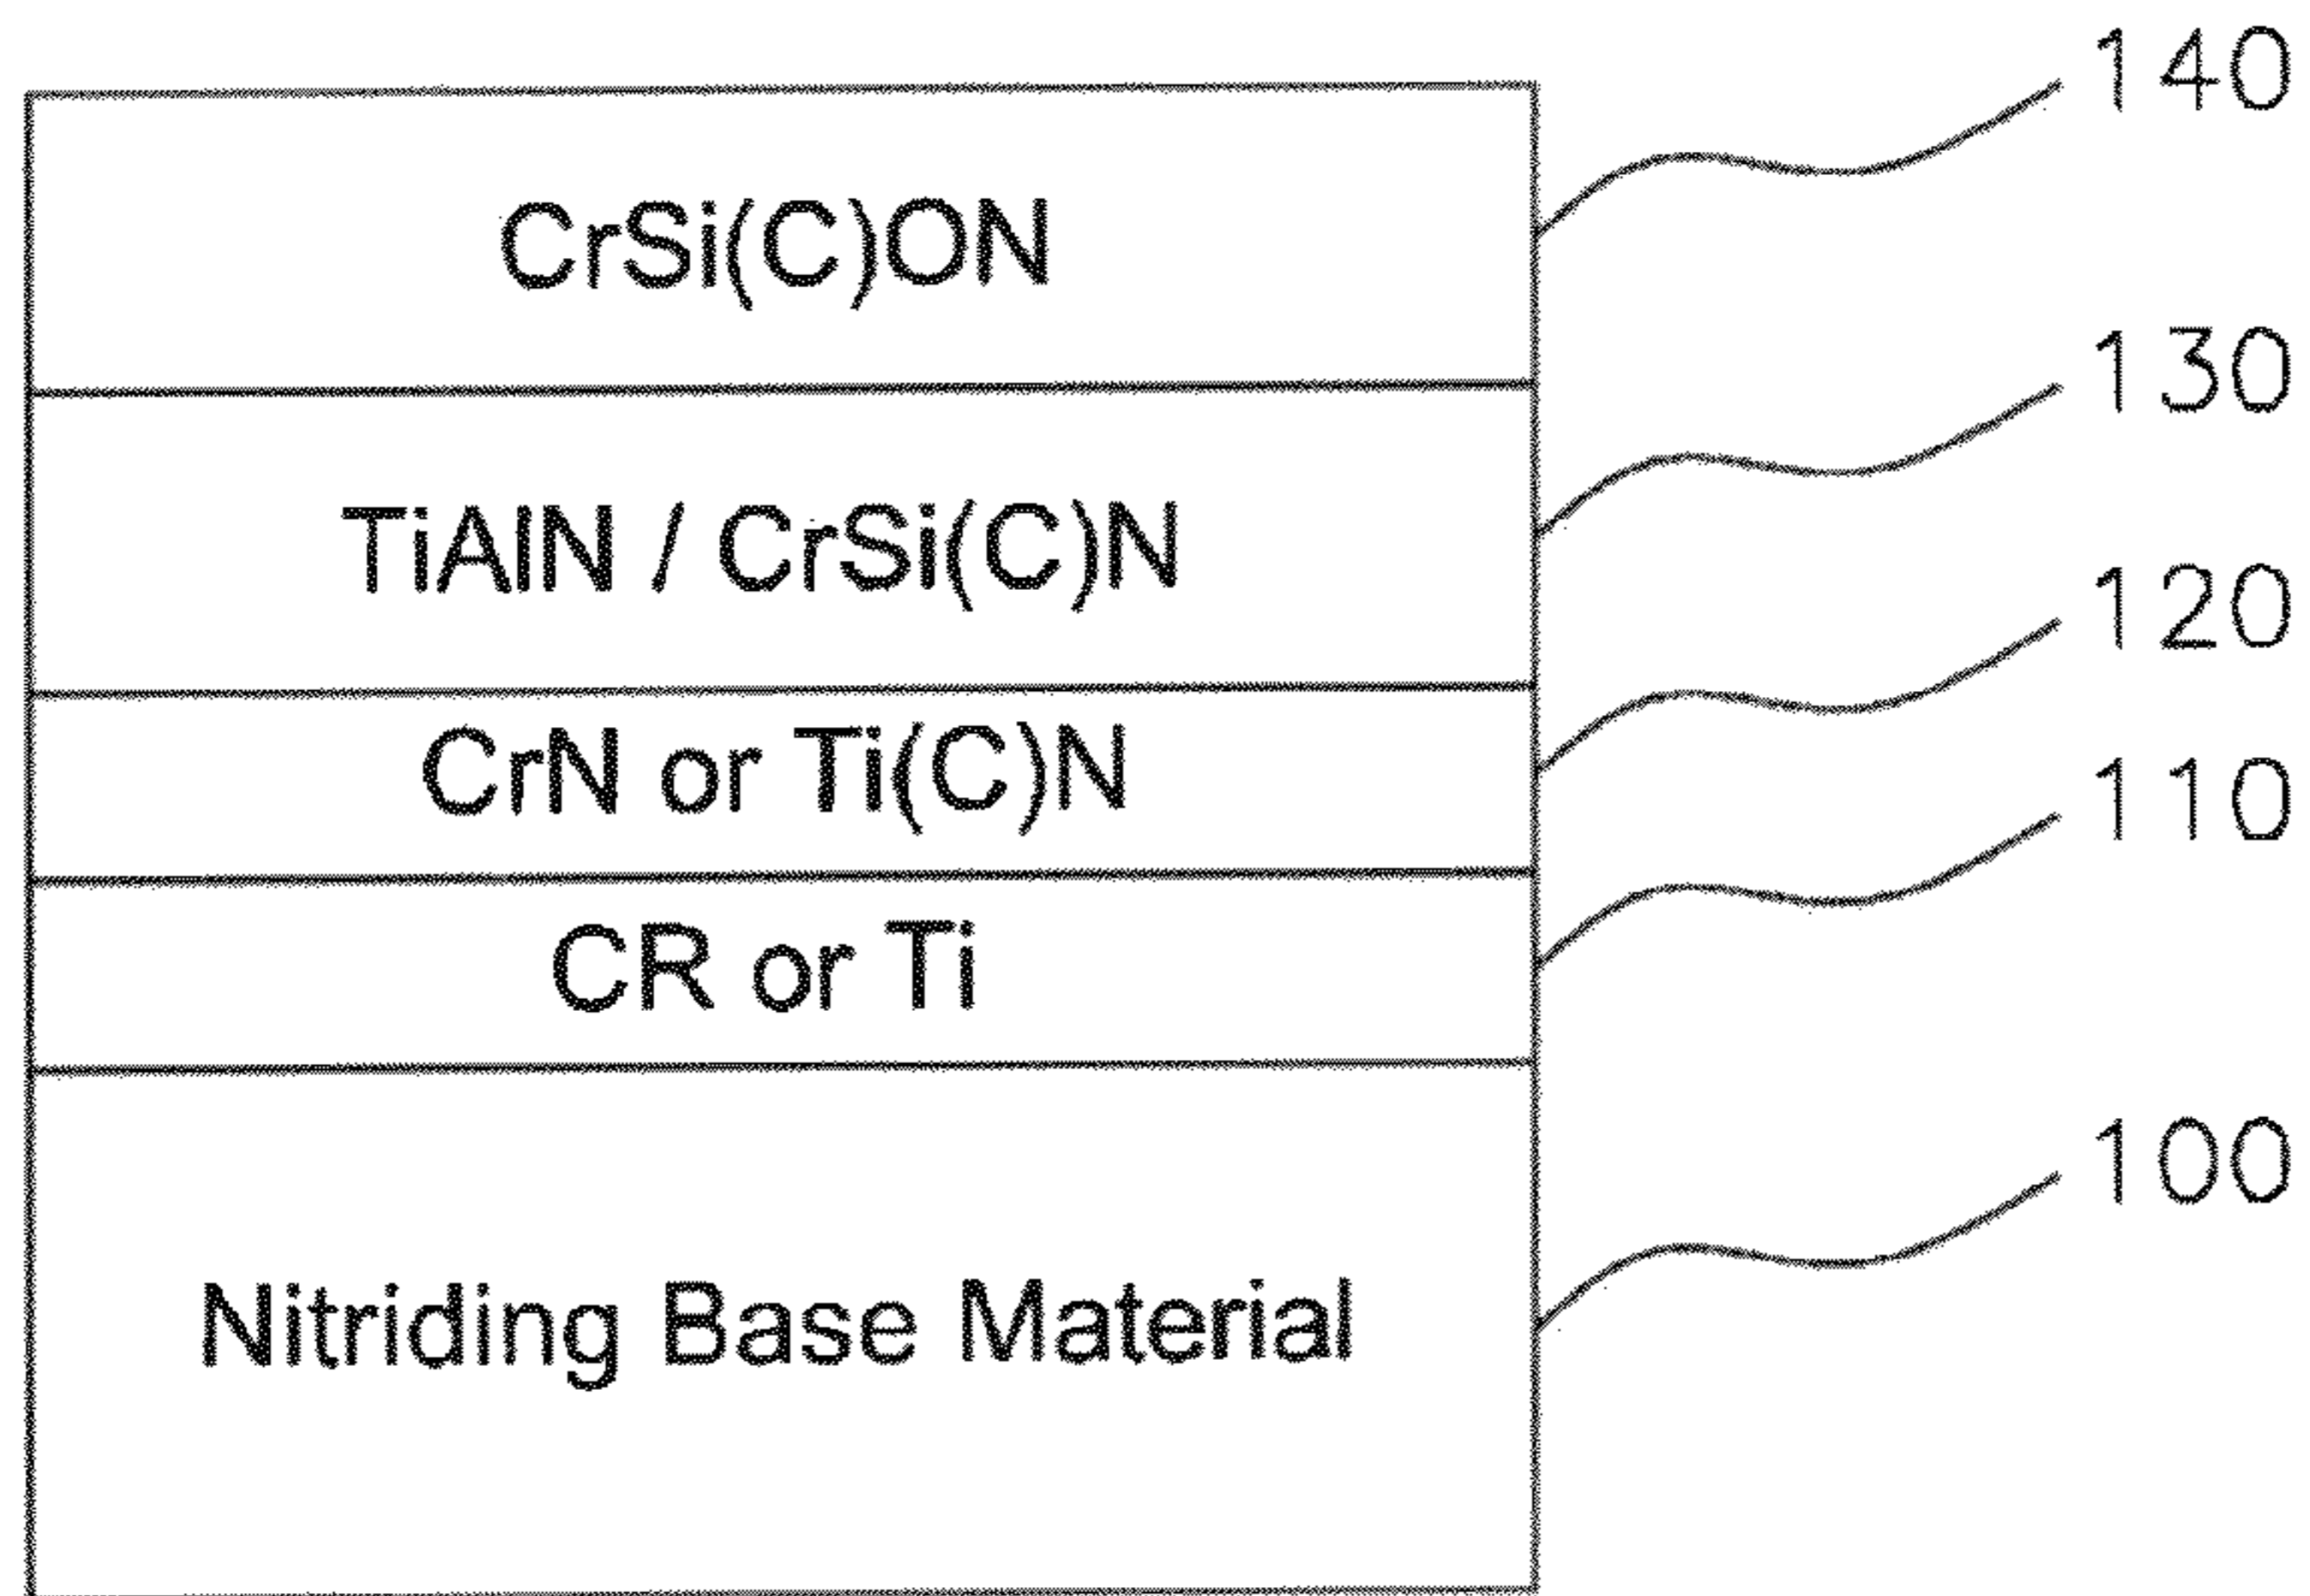 140
CrSi(C)ON
130
TiAlN / CrSi(C)N
120
CrN or Ti(C)N
110
CR or Ti
100
Nitriding Base Material